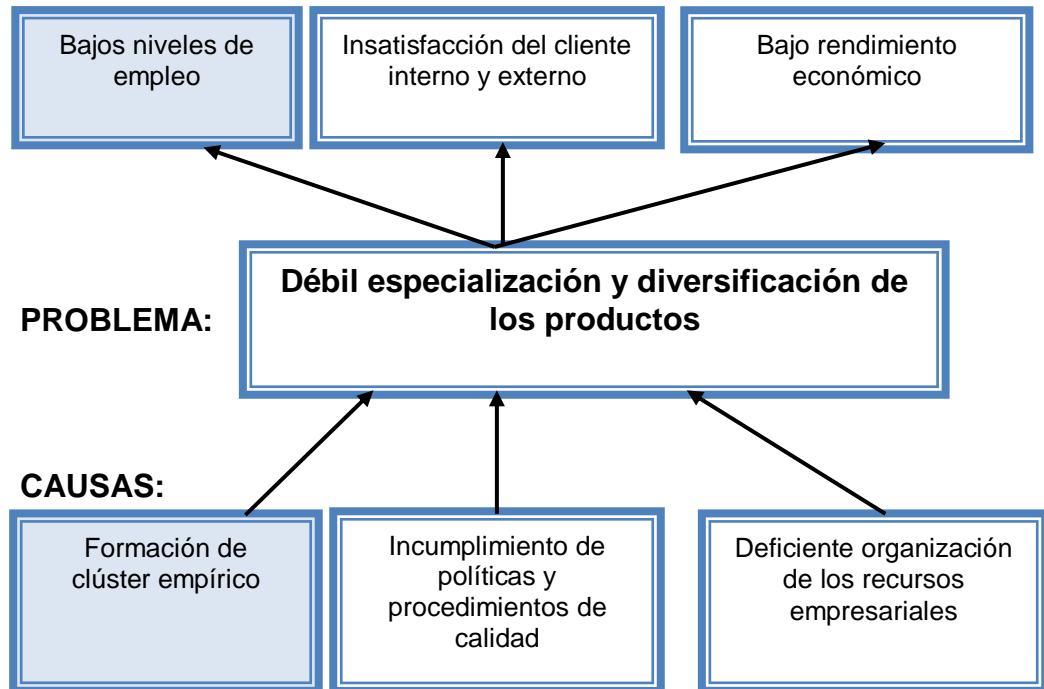 Bajos niveles de
empleo
Insatisfacción del cliente
interno y externo
Bajo rendimiento
económico
Débil especialización y diversificación de
los productos
PROBLEMA:
CAUSAS:
Formación de
clúster empírico
Incumplimiento de
políticas y
procedimientos de
calidad
Deficiente organización
de los recursos
empresariales